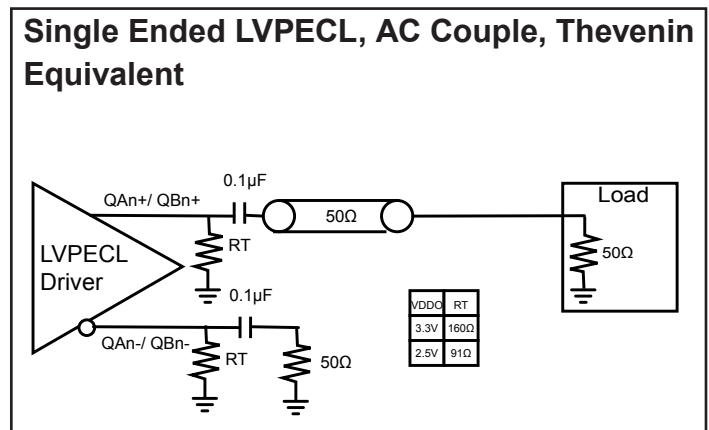 Single Ended LVPECL, AC Couple, Thevenin
Equivalent
0.1µF
QAn+/ QBn+
50Ω
Load
RT
50Ω
LVPECL
Driver
0.1µF
QAn-/ QBn-
RT
50Ω
VDDO RT
3.3V 160Ω
2.5V 91Ω